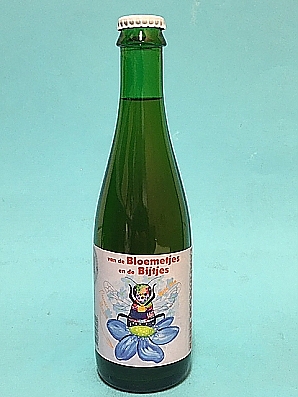 van de Bloemetjes
en de Bijtjes